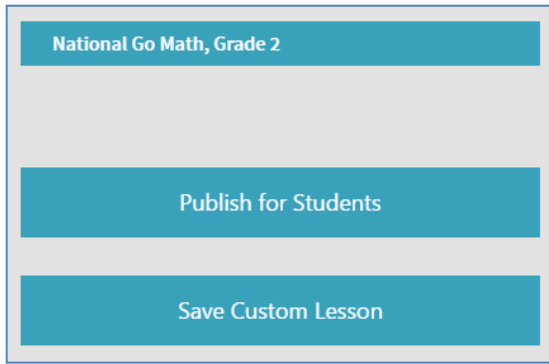 National Go Math, Grade 2
Publish for Students
Save Custom Lesson